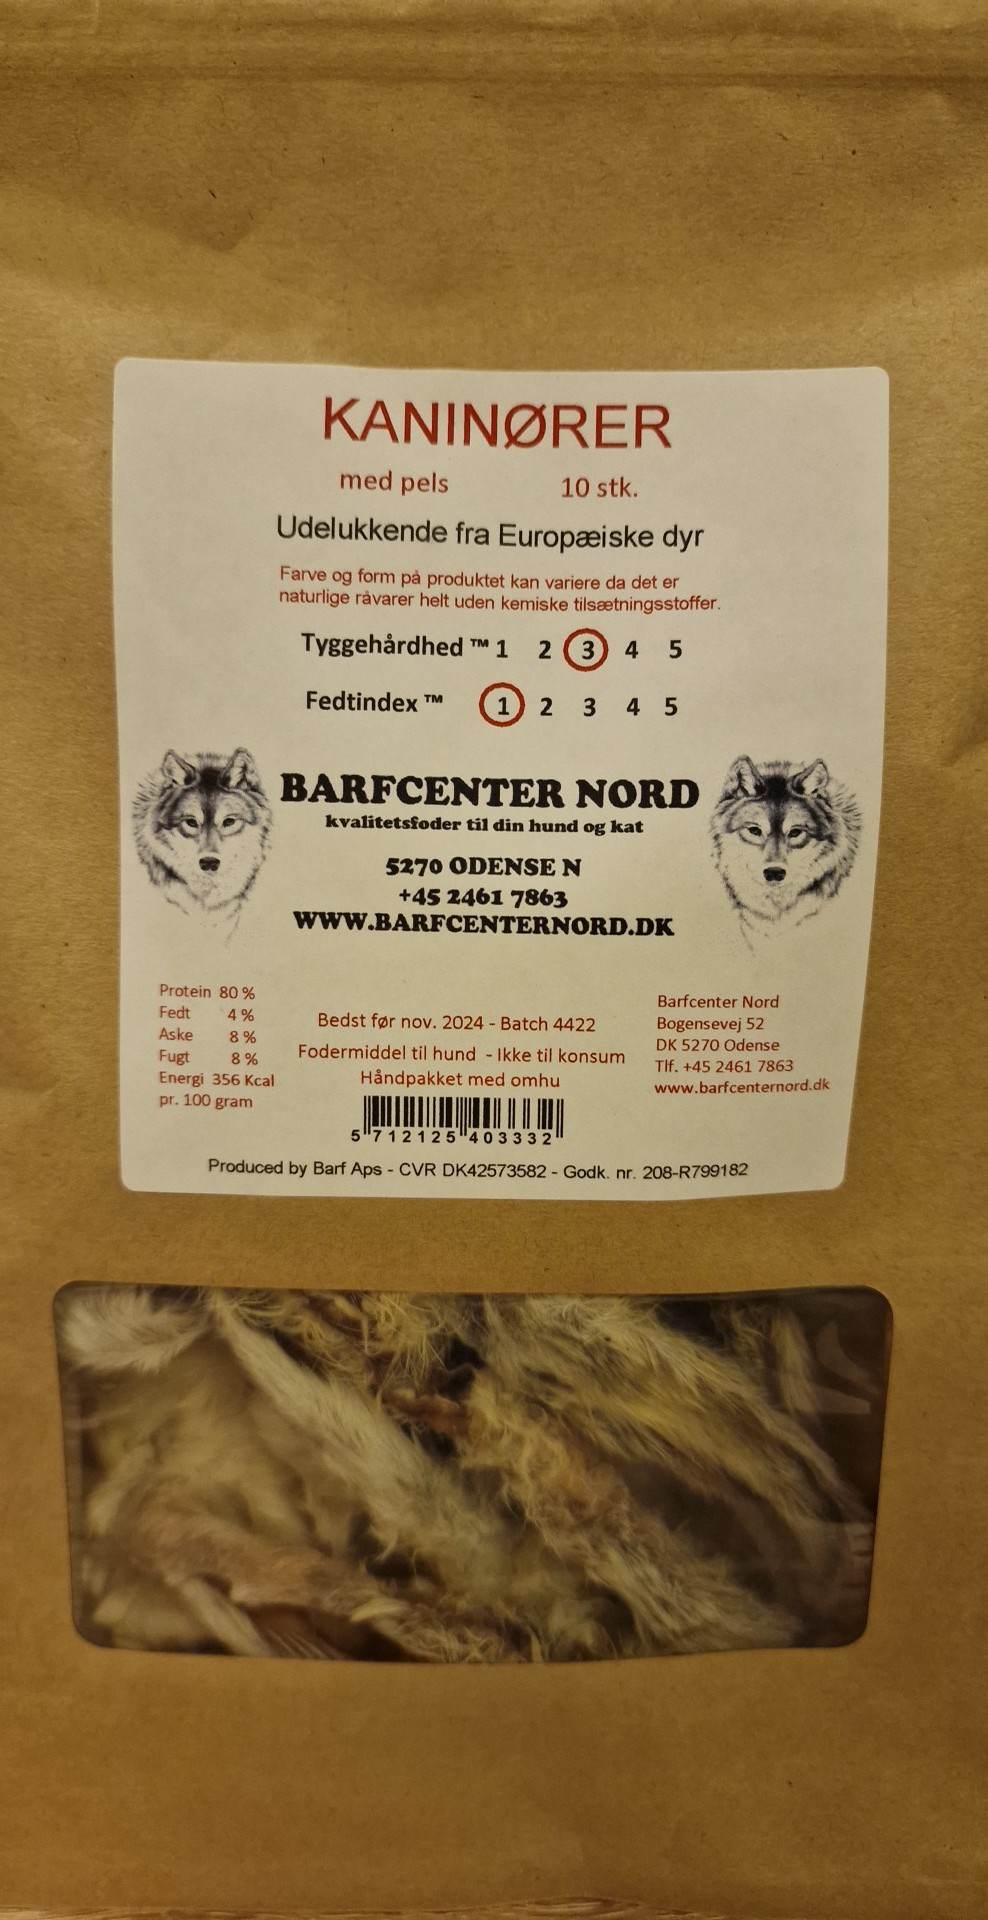 KANINØRER
med pels 10 stk.
Udelukkende fra Europæiske dyr
Farve og form på produktet kan variere da det er
naturlige råvarer helt uden kemiske tilsætningsstoffer.
Tyggehårdhed ™ 1 2 3 4 5
Fedtindex ™ 1 2 3 4 5
BARFCENTER NORD
kvalitetsfoder til din hund og kat
5270 ODENSE N
+45 2461 7863
WWW.BARFCENTERNORD.DK
Protein 80 %
Fedt 4 %
Aske 8 %
Fugt 8 %
Energi 356 Kcal
pr. 100 gram
Bedst før nov. 2024 - Batch 4422
Fodermiddel til hund - Ikke til konsum
Håndpakket med omhu
5 712125 403332
Barfcenter Nord
Bogensevej 52
DK 5270 Odense
Tlf. +45 2461 7863
www.barfcenternord.dk
Produced by Barf Aps - CVR DK42573582 - Godk. nr. 208-R799182